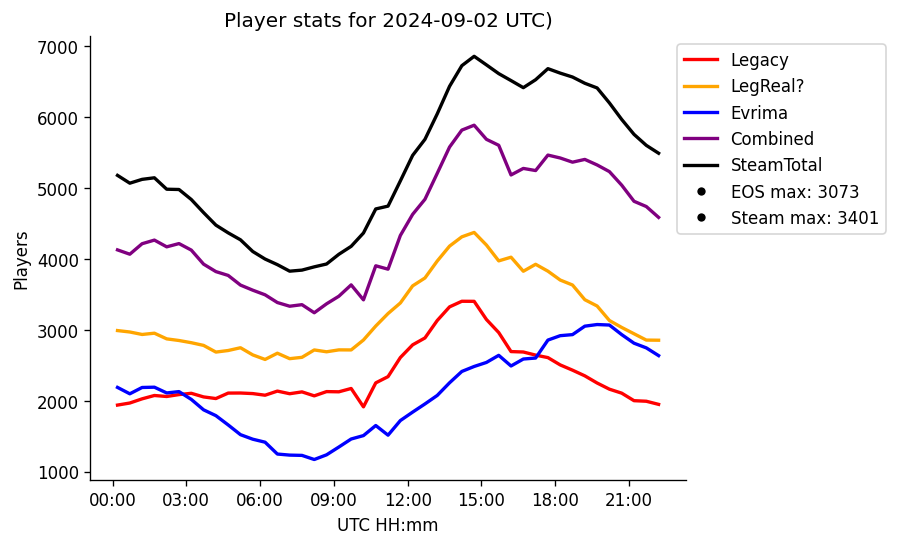 Player stats for 2024-09-02 UTC)
7000
6000
5000
4000
3000
2000
1000
Players
00:00 03:00 06:00 09:00 12:00 15:00 18:00 21:00
UTC HH:mm
Legacy
LegReal?
Evrima
Combined
SteamTotal
EOS max: 3073
Steam max: 3401